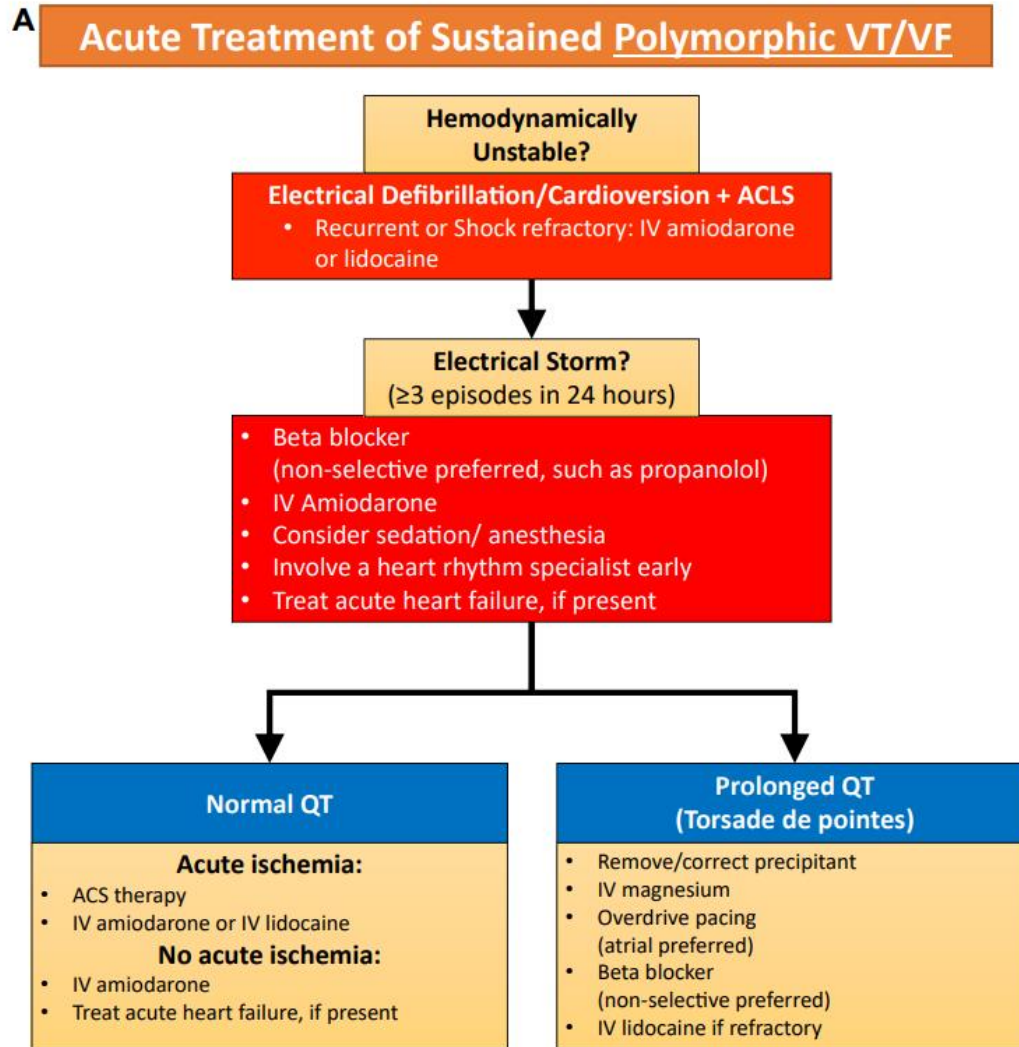 A
Acute Treatment of Sustained Polymorphic VT/VF
Hemodynamically
Unstable?
Electrical Defibrillation/Cardioversion + ACLS
• Recurrent or Shock refractory: IV amiodarone
or lidocaine
Electrical Storm?
(≥3 episodes in 24 hours)
• Beta blocker
(non-selective preferred, such as propanolol)
• IV Amiodarone
• Consider sedation/ anesthesia
• Involve a heart rhythm specialist early
• Treat acute heart failure, if present
Normal QT
Acute ischemia:
• ACS therapy
• IV amiodarone or IV lidocaine
No acute ischemia:
• IV amiodarone
• Treat acute heart failure, if present
Prolonged QT
(Torsade de pointes)
• Remove/correct precipitant
• IV magnesium
• Overdrive pacing
(atrial preferred)
• Beta blocker
(non-selective preferred)
• IV lidocaine if refractory